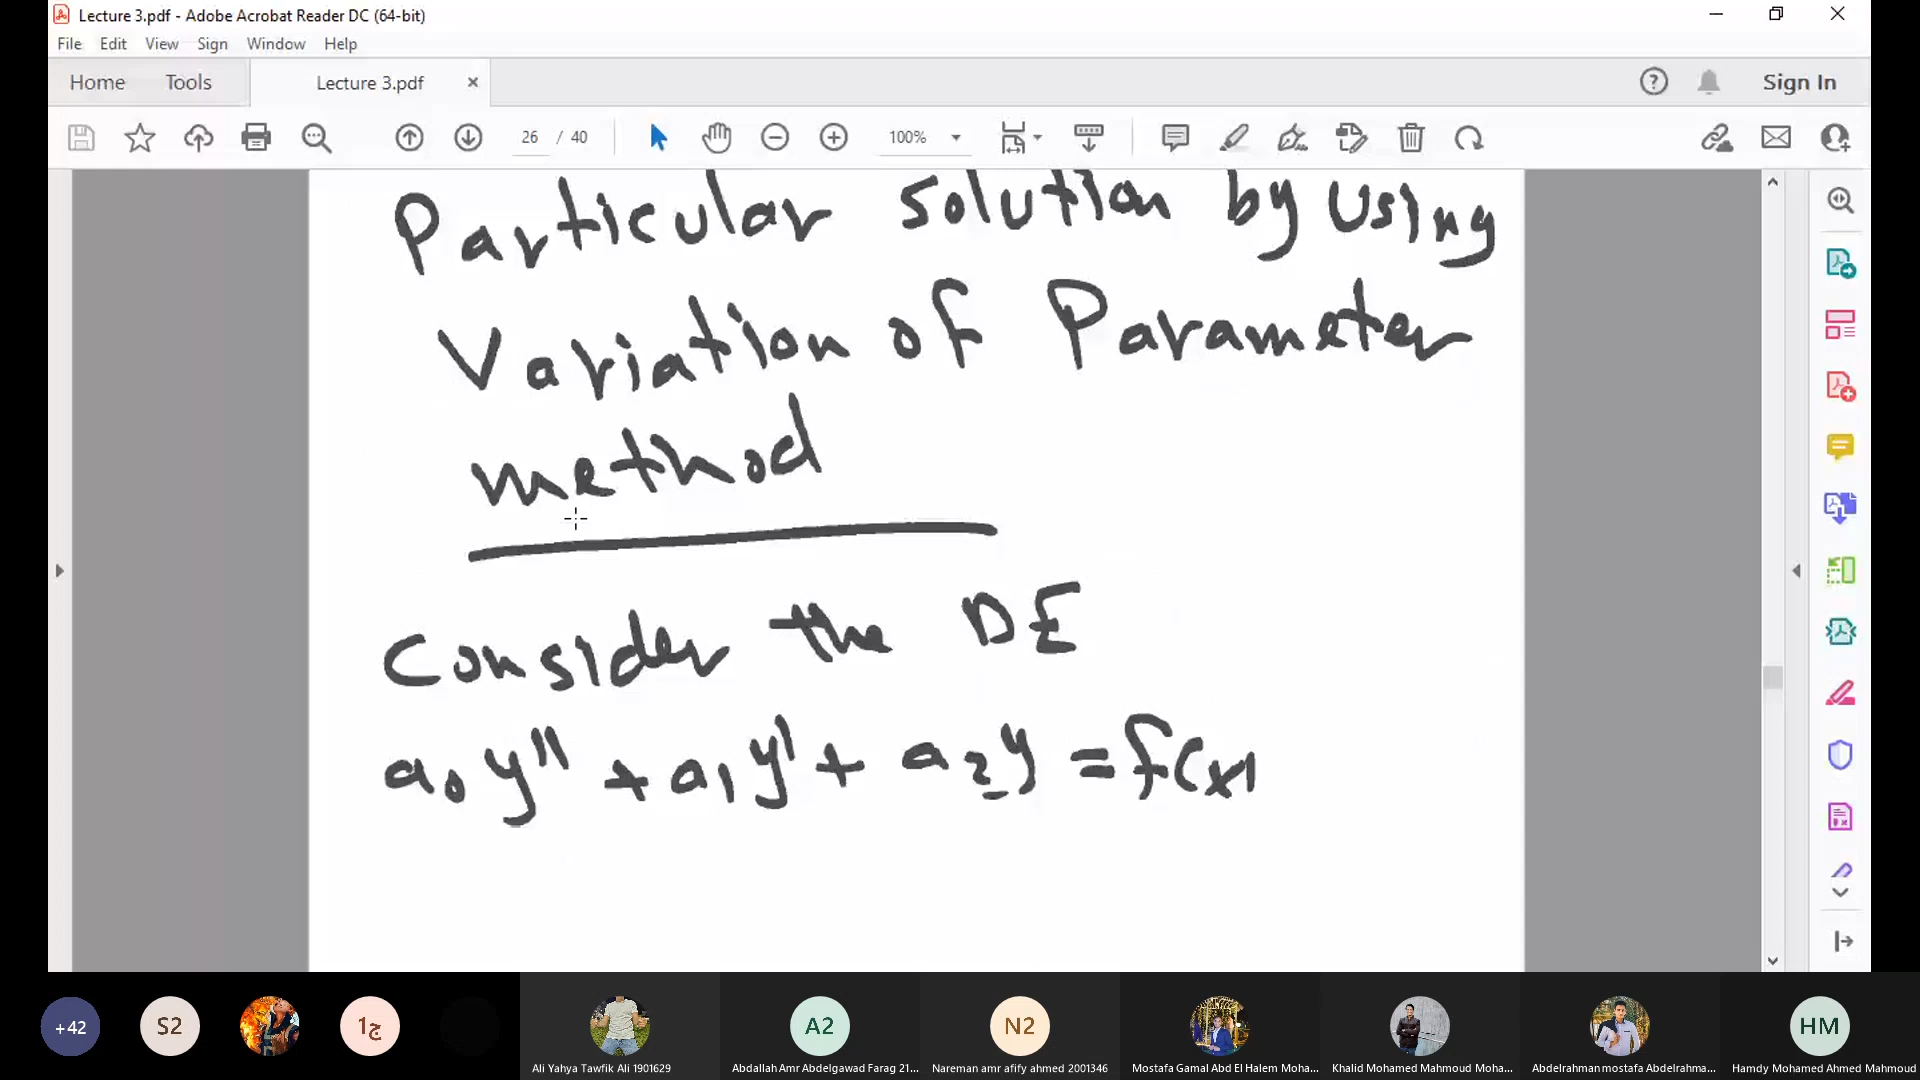 Lecture 3.pdf - Adobe Acrobat Reader DC (64-bit)
File Edit View Sign Window Help
Home Tools Lecture 3.pdf × Sign In
26 / 40 100%
Particular solution by using
Variation of Parameter
method
Consider the DE
a₀y'' + a₁y' + a₂y = f(x)
+42 S2 ج1 A2 N2 HM
Ali Yahya Tawfik Ali 1901629 Abdallah Amr Abdelgawad Farag 21... Nareman amr afify ahmed 2001346 Mostafa Gamal Abd El Halem Moha... Khalid Mohamed Mahmoud Moha... Abdelrahman mostafa Abdelrahma... Hamdy Mohamed Ahmed Mahmoud